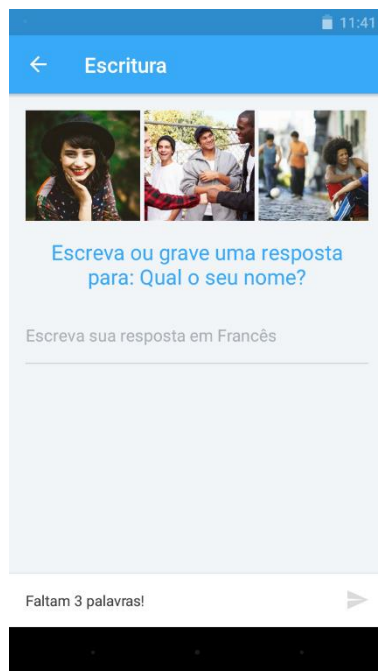 11:41
Escritura
Escreva ou grave uma resposta
para: Qual o seu nome?
Escreva sua resposta em Francês
Faltam 3 palavras!